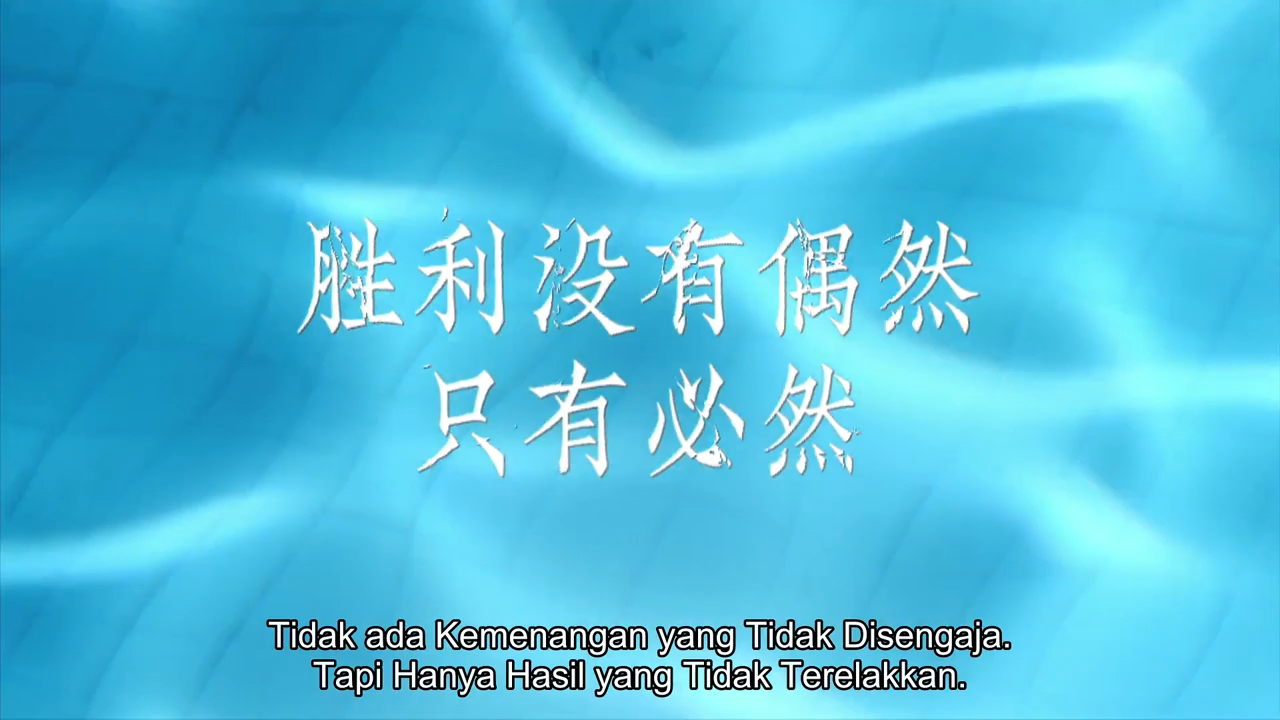 胜利没有偶然
只有必然
Tidak ada Kemenangan yang Tidak Disengaja.
Tapi Hanya Hasil yang Tidak Terelakkan.